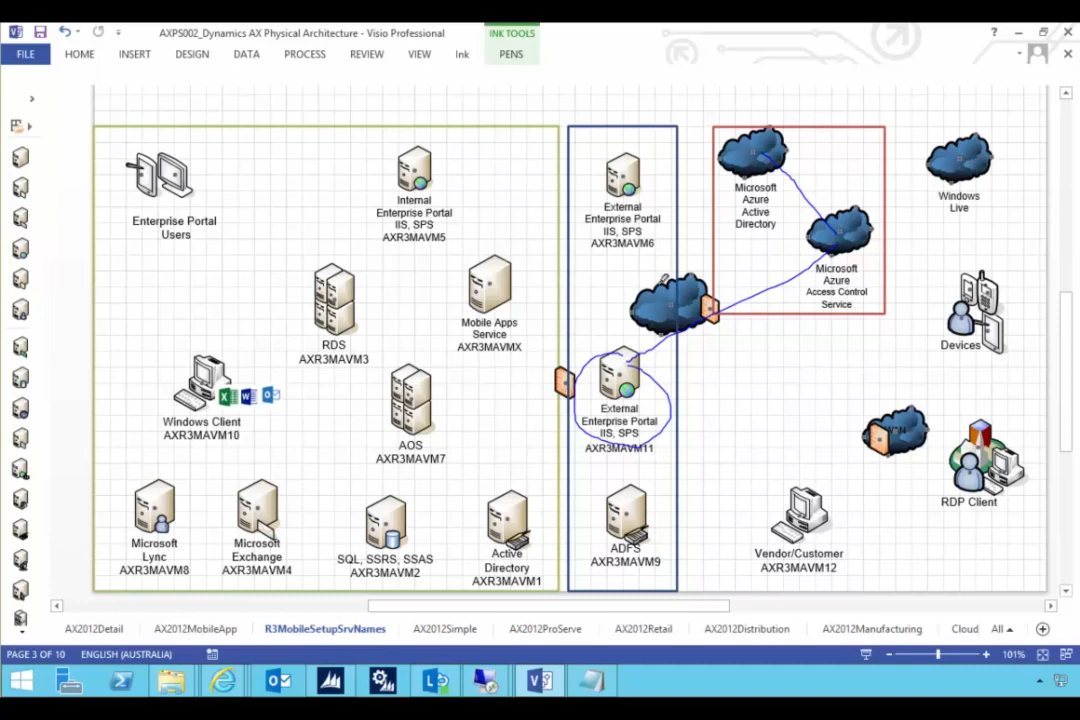 AXPS002_Dynamics AX Physical Architecture - Visio Professional
INK TOOLS
FILE
HOME
INSERT
DESIGN
DATA
PROCESS
REVIEW
VIEW
Ink
PENS
Enterprise Portal
Users
Internal
Enterprise Portal
IIS, SPS
AXR3MAVM5
External
Enterprise Portal
IIS, SPS
AXR3MAVM6
Microsoft
Azure
Active
Directory
Microsoft
Azure
Access Control
Service
Windows
Live
RDS
AXR3MAVM3
Mobile Apps
Service
AXR3MAVMX
Devices
Windows Client
AXR3MAVM10
AOS
AXR3MAVM7
External
Enterprise Portal
IIS, SPS
AXR3MAVM11
RDP Client
Microsoft
Lync
AXR3MAVM8
Microsoft
Exchange
AXR3MAVM4
SQL, SSRS, SSAS
AXR3MAVM2
Active
Directory
AXR3MAVM1
ADFS
AXR3MAVM9
Vendor/Customer
AXR3MAVM12
AX2012Detail
AX2012MobileApp
R3MobileSetupSrvNames
AX2012Simple
AX2012ProServe
AX2012Retail
AX2012Distribution
AX2012Manufacturing
Cloud
All
PAGE 3 OF 10
ENGLISH (AUSTRALIA)
101%